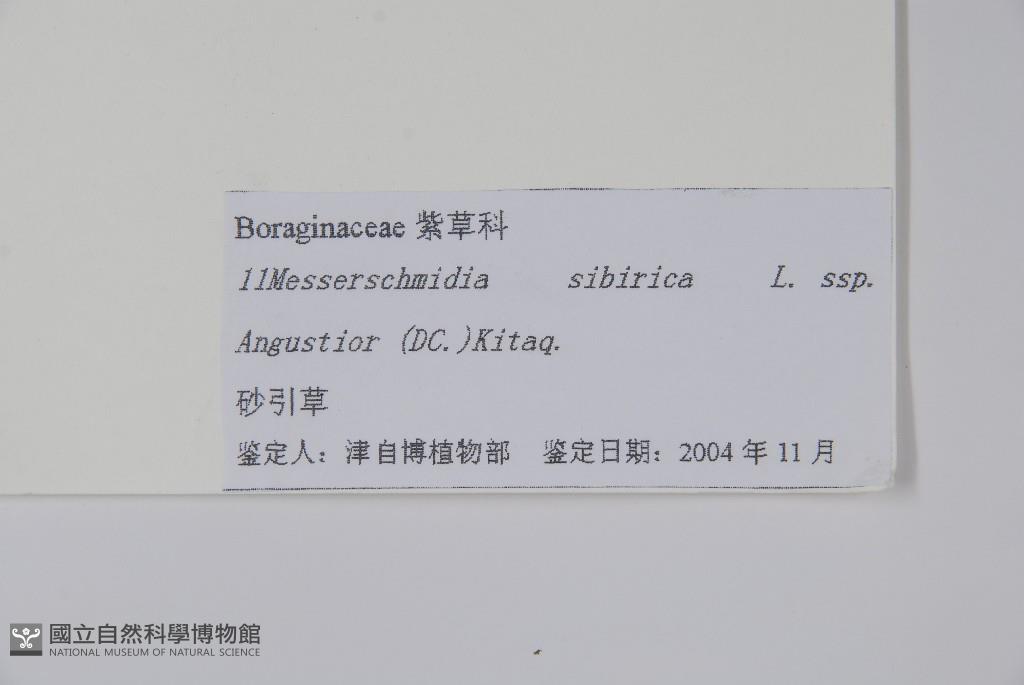 Boraginaceae 紫草科
11Messerschmidia sibirica L. ssp.
Angustior (DC.)Kitaq.
砂引草
鉴定人：津自博植物部 鉴定日期：2004 年 11 月
國立自然科學博物館
NATIONAL MUSEUM OF NATURAL SCIENCE